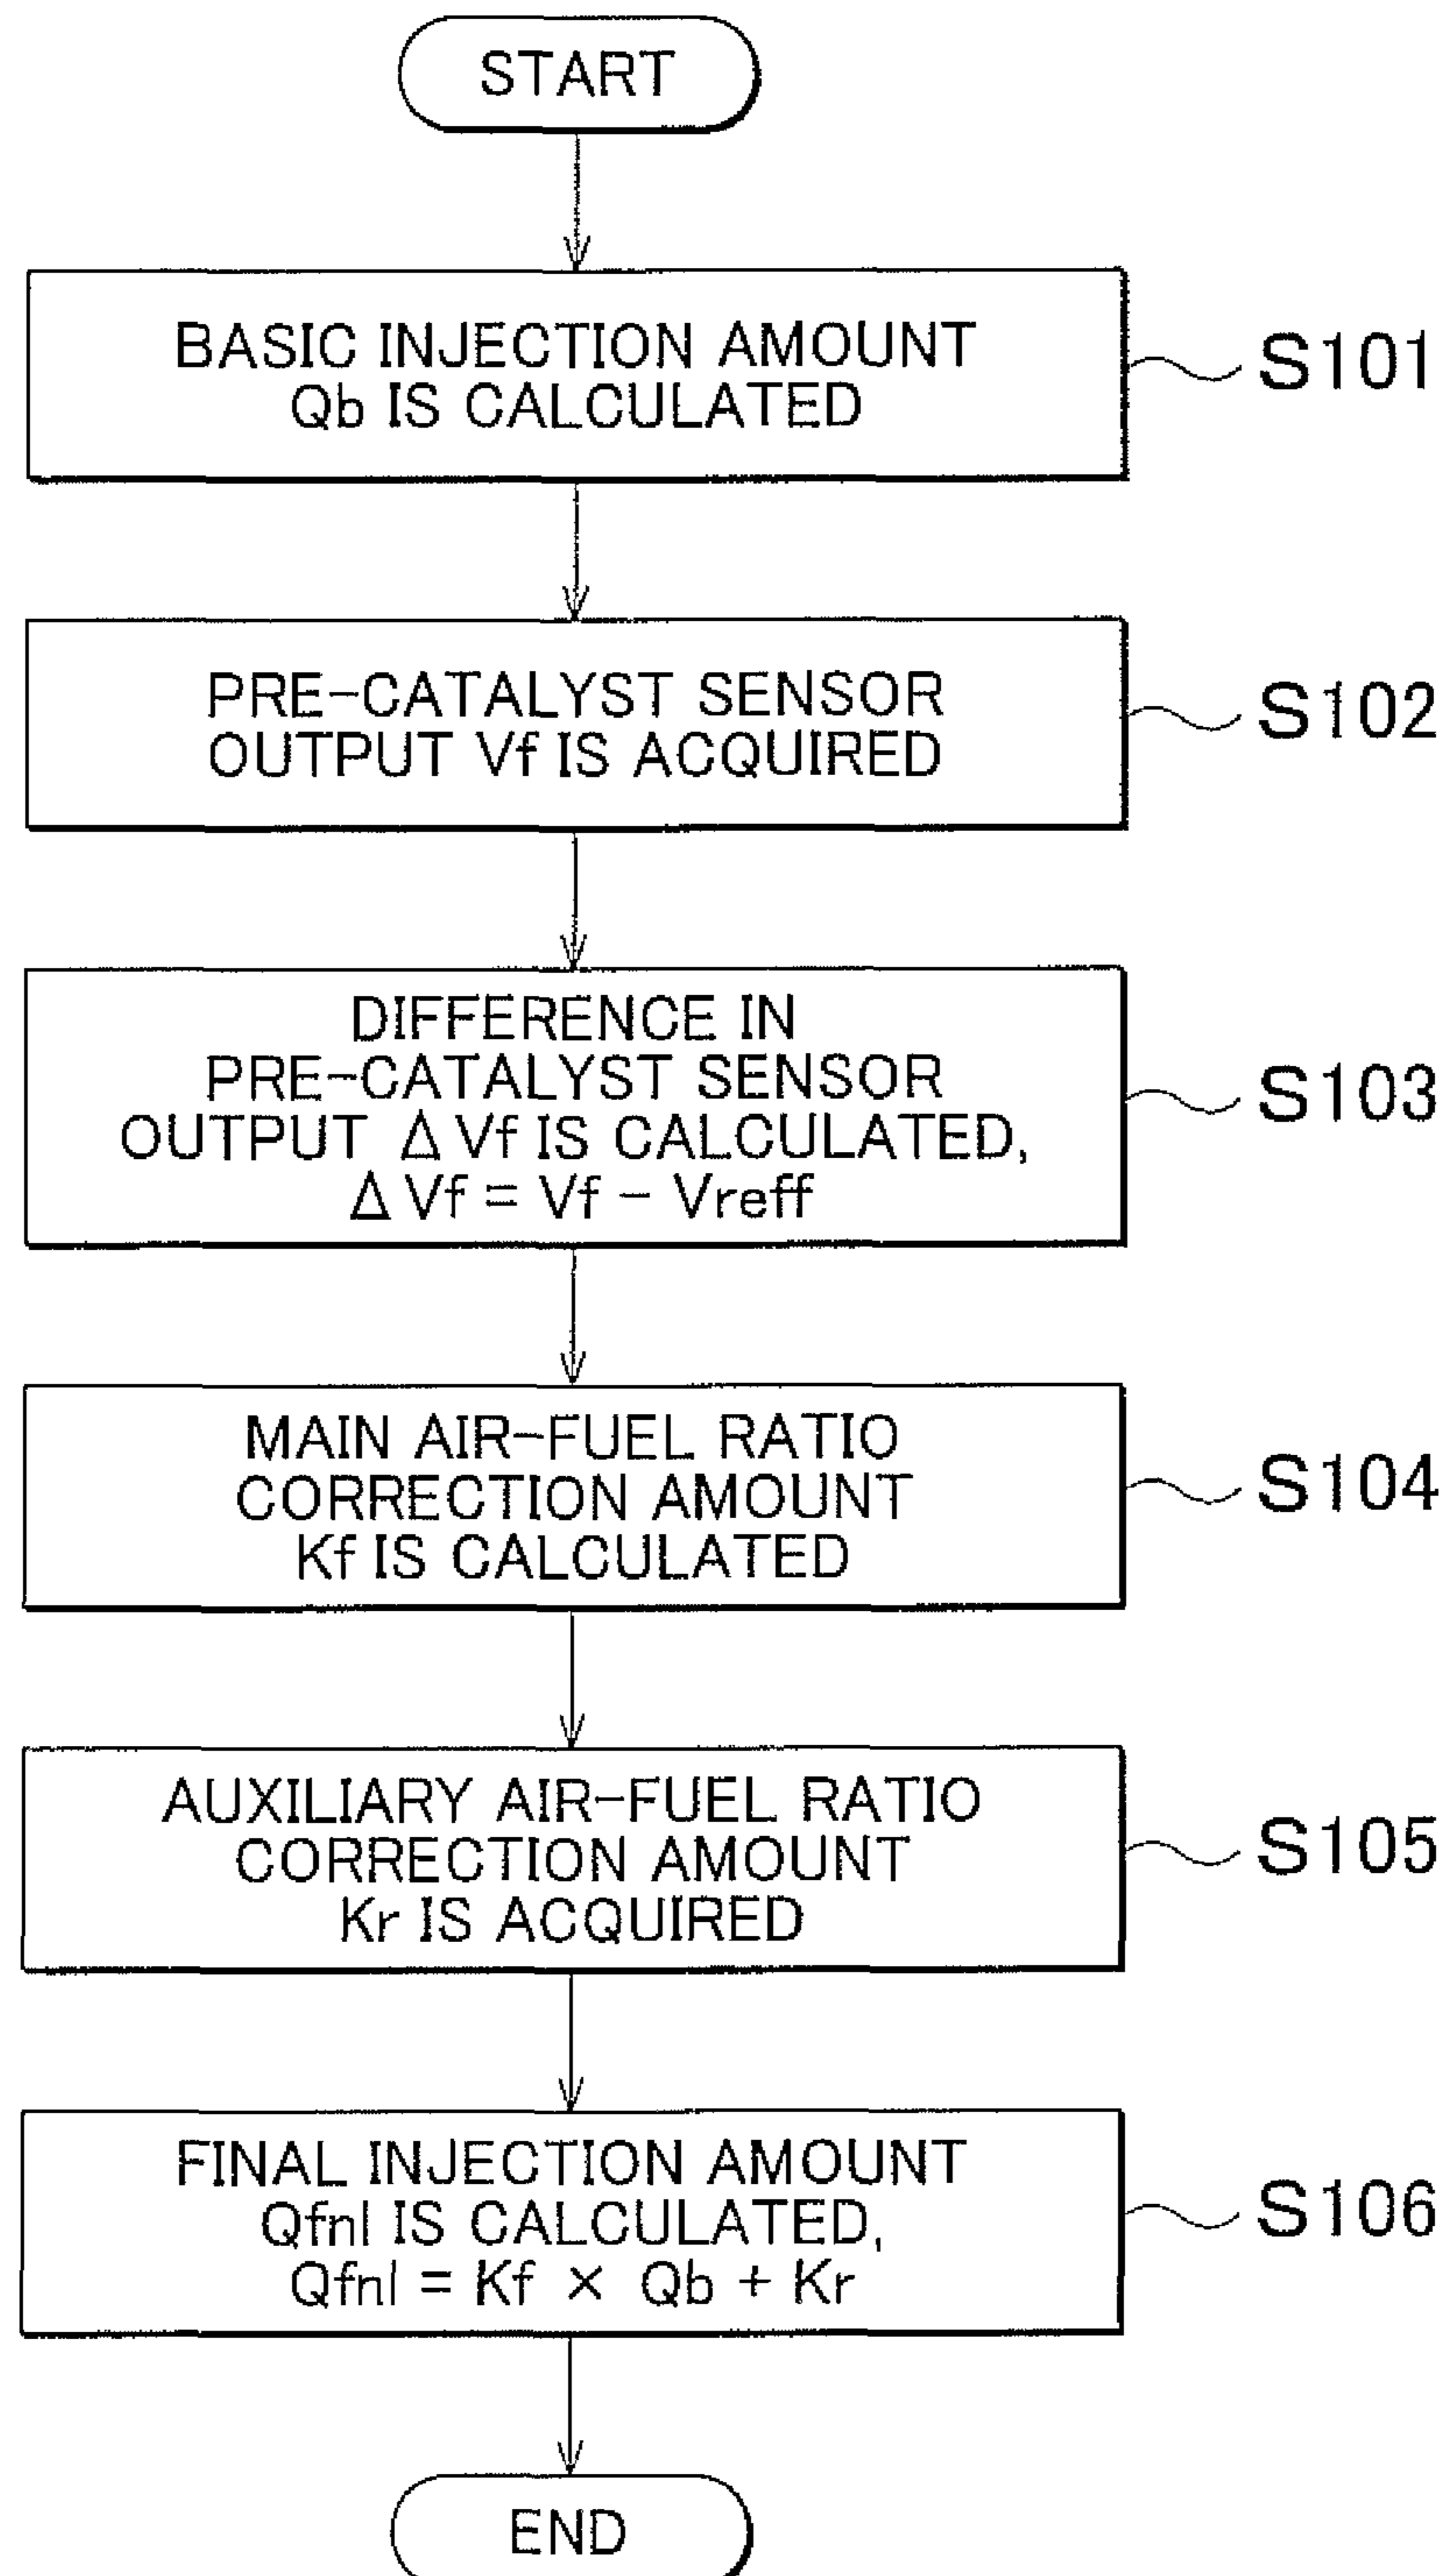 START
BASIC INJECTION AMOUNT
Qb IS CALCULATED
S101
PRE-CATALYST SENSOR
OUTPUT Vf IS ACQUIRED
S102
DIFFERENCE IN
PRE-CATALYST SENSOR
OUTPUT Δ Vf IS CALCULATED,
Δ Vf = Vf - Vreff
S103
MAIN AIR-FUEL RATIO
CORRECTION AMOUNT
Kf IS CALCULATED
S104
AUXILIARY AIR-FUEL RATIO
CORRECTION AMOUNT
Kr IS ACQUIRED
S105
FINAL INJECTION AMOUNT
Qfnl IS CALCULATED,
Qfnl = Kf × Qb + Kr
S106
END